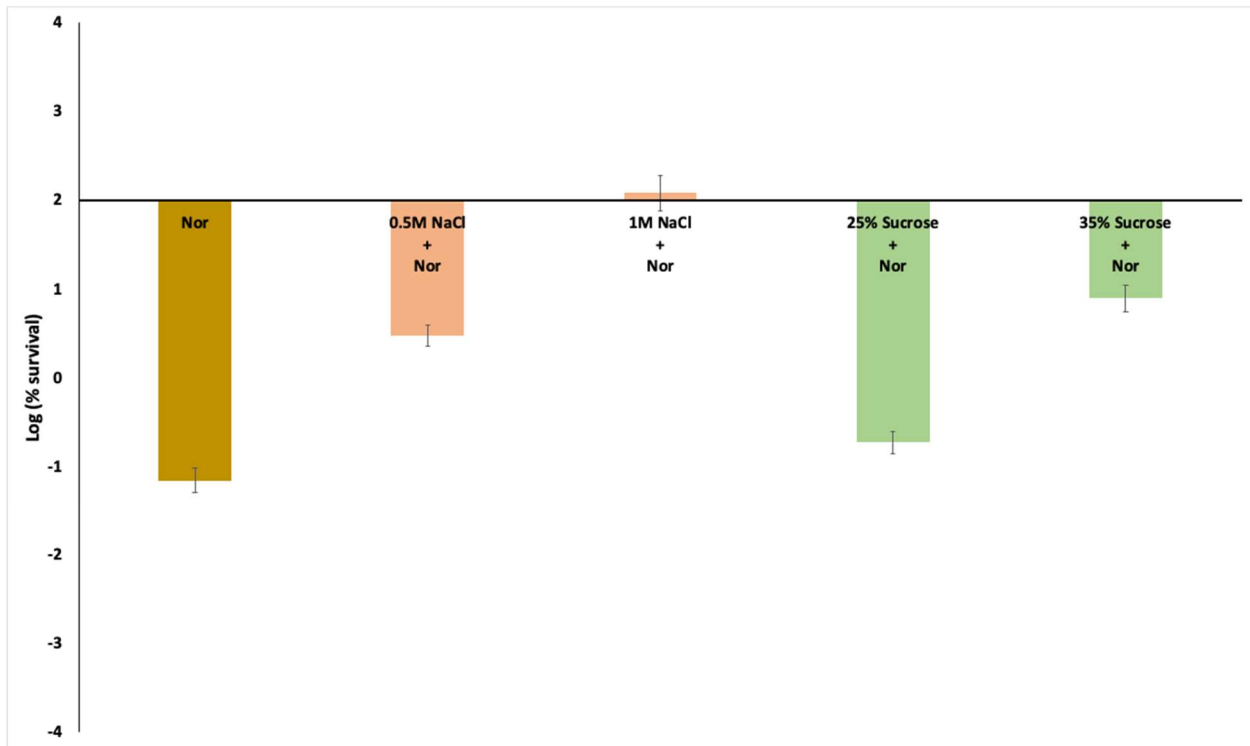 4
3
2
1
0
-1
-2
-3
-4
Log (% survival)
Nor
0.5M NaCl
+
Nor
1M NaCl
+
Nor
25% Sucrose
+
Nor
35% Sucrose
+
Nor